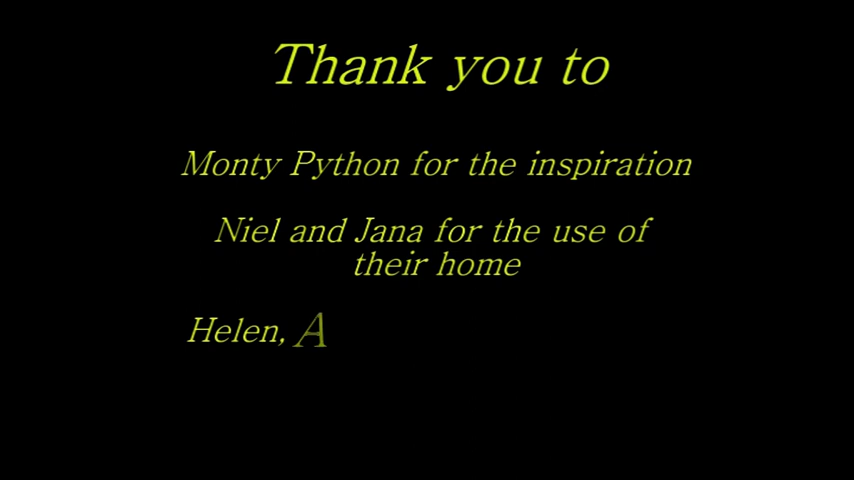 Thank you to
Monty Python for the inspiration
Niel and Jana for the use of
their home
Helen, A